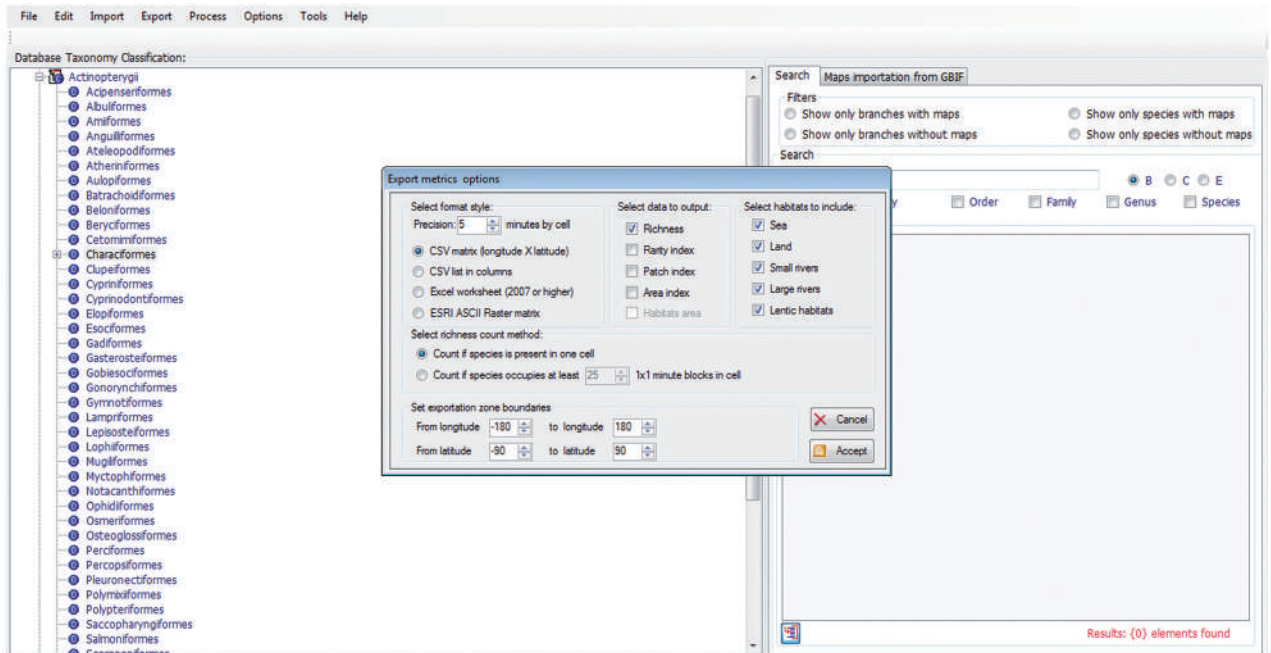 File Edit Import Export Process Options Tools Help
Database Taxonomy Classification:
Actinopterygii
Acipenseriformes
Albuliformes
Amiiformes
Anguilliformes
Ateleopodiformes
Atheriniformes
Aulopiformes
Batrachoidiformes
Beloniformes
Beryciformes
Cetomimiformes
Characiformes
Clupeiformes
Cypriniformes
Cyprinodontiformes
Elopiformes
Esociformes
Gadiformes
Gasterosteiformes
Gobiesociformes
Gonorynchiformes
Gymnotiformes
Lampriformes
Lepisosteiformes
Lophiiformes
Mugiliformes
Myctophiformes
Notacanthiformes
Ophidiiformes
Osmeriformes
Osteoglossiformes
Perciformes
Percopsiformes
Pleuronectiformes
Polymixiiformes
Polypteriformes
Saccopharyngiformes
Salmoniformes
Export metrics options
Select format style:
Precision: 5 minutes by cell
CSV matrix (longitude X latitude)
CSV list in columns
Excel worksheet (2007 or higher)
ESRI ASCII Raster matrix
Select data to output:
Richness
Rarity index
Patch index
Area index
Habitats area
Select habitats to include:
Sea
Land
Small rivers
Large rivers
Lentic habitats
Select richness count method:
Count if species is present in one cell
Count if species occupies at least 25 1x1 minute blocks in cell
Set exportation zone boundaries
From longitude -180 to longitude 180
From latitude -90 to latitude 90
Cancel
Accept
Search Maps importation from GBIF
Filters
Show only branches with maps Show only species with maps
Show only branches without maps Show only species without maps
Search
B C E
Order Family Genus Species
Results: {0} elements found